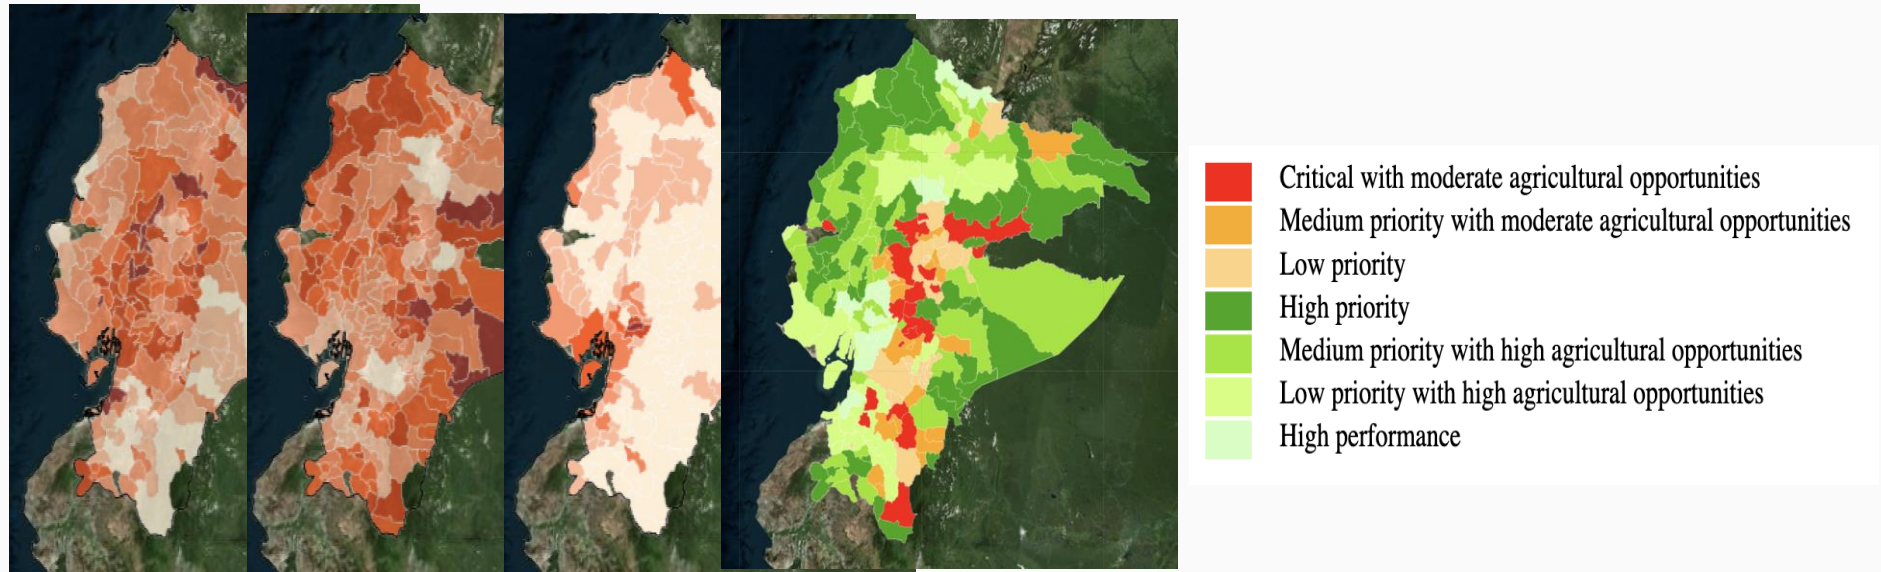 Critical with moderate agricultural opportunities
Medium priority with moderate agricultural opportunities
Low priority
High priority
Medium priority with high agricultural opportunities
Low priority with high agricultural opportunities
High performance